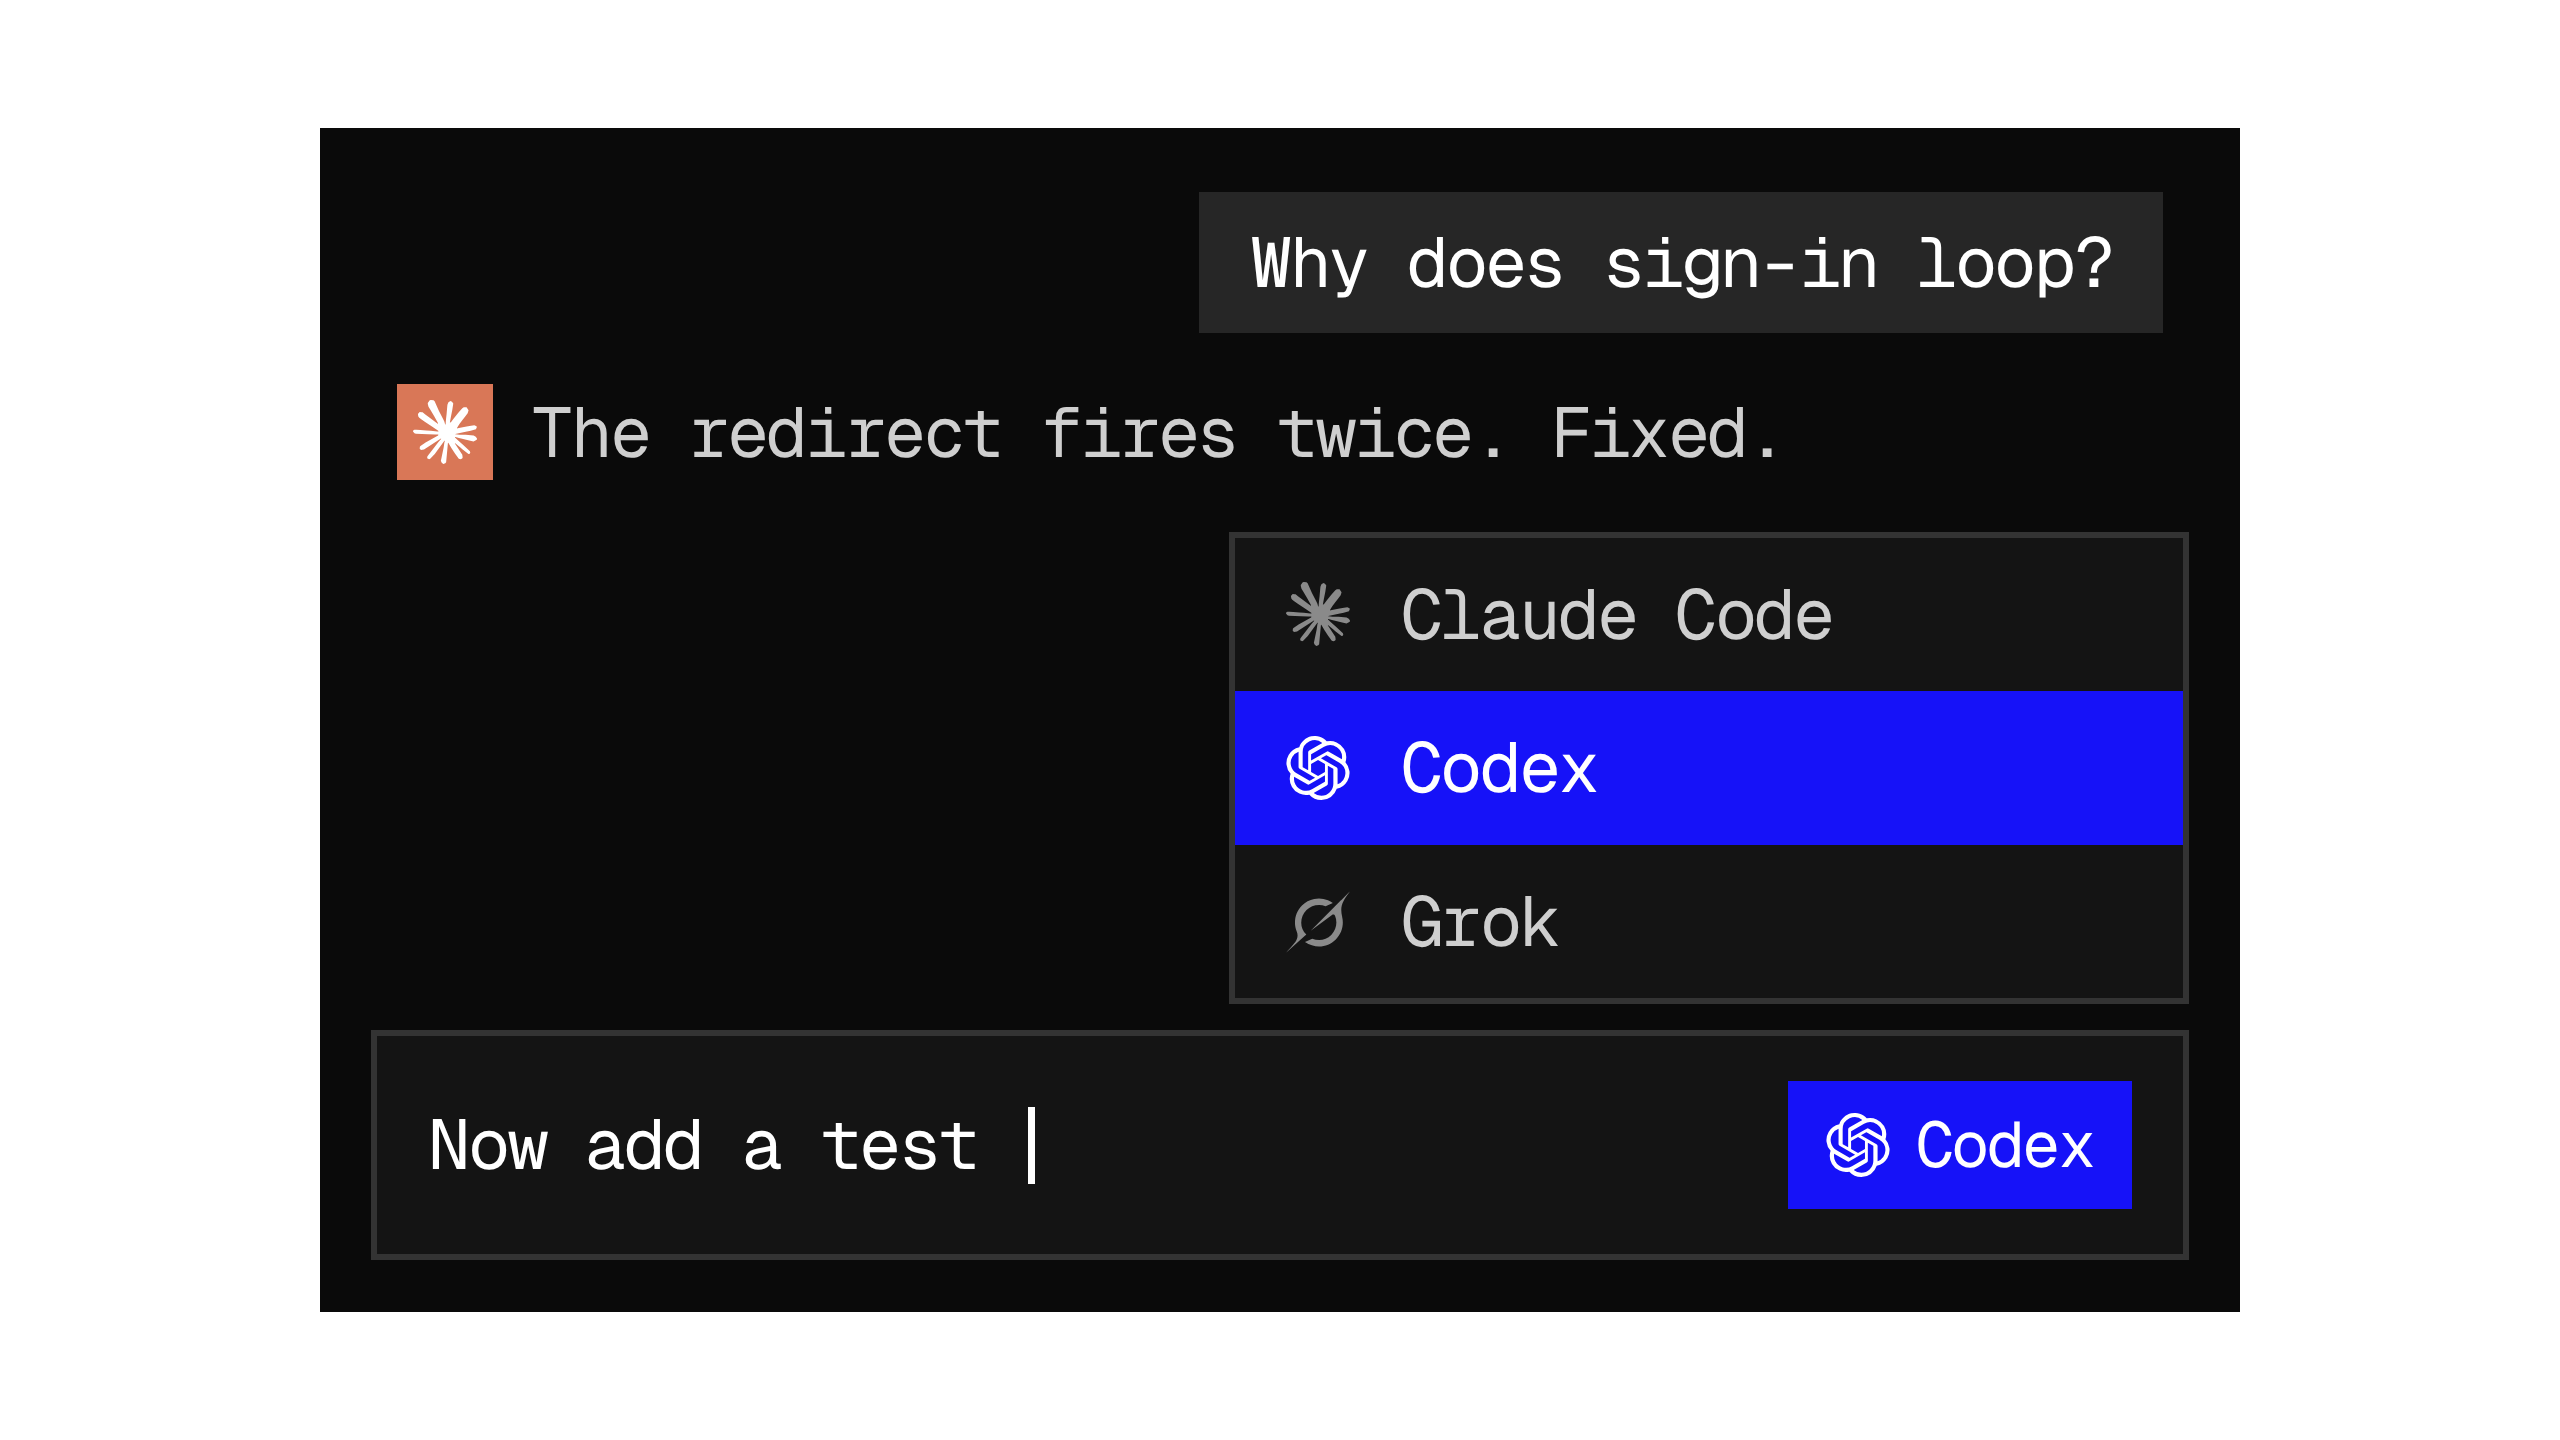 Why does sign-in loop?
The redirect fires twice. Fixed.
Claude Code
Codex
Grok
Now add a test
Codex